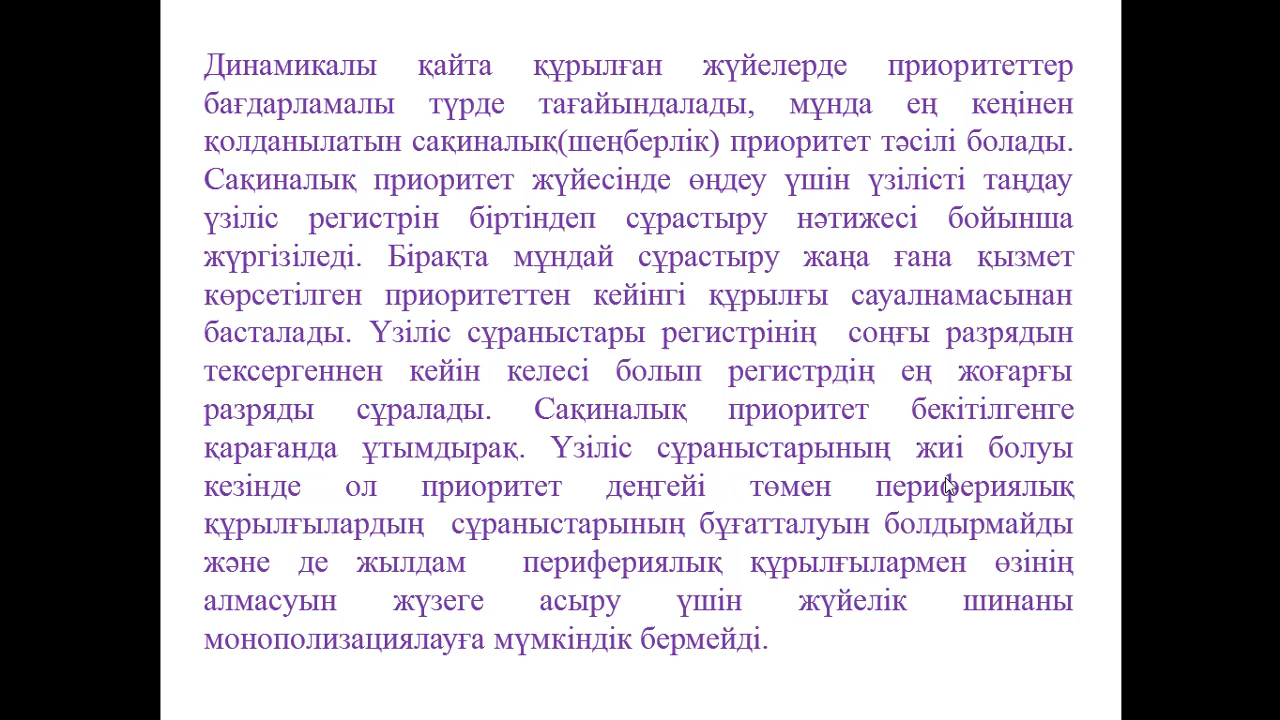 Динамикалы қайта құрылған жүйелерде приоритеттер
бағдарламалы түрде тағайындалады, мұнда ең кеңінен
қолданылатын сақиналық(шеңберлік) приоритет тәсілі болады.
Сақиналық приоритет жүйесінде өңдеу үшін үзілісті таңдау
үзіліс регистрін біртіндеп сұрастыру нәтижесі бойынша
жүргізіледі. Бірақта мұндай сұрастыру жаңа ғана қызмет
көрсетілген приоритеттен кейінгі құрылғы сауалнамасынан
басталады. Үзіліс сұраныстары регистрінің соңғы разрядын
тексергеннен кейін келесі болып регистрдің ең жоғарғы
разряды сұралады. Сақиналық приоритет бекітілгенге
қарағанда ұтымдырақ. Үзіліс сұраныстарының жиі болуы
кезінде ол приоритет деңгейі төмен перифериялық
құрылғылардың сұраныстарының бұғатталуын болдырмайды
және де жылдам перифериялық құрылғылармен өзінің
алмасуын жүзеге асыру үшін жүйелік шинаны
монополизациялауға мүмкіндік бермейді.